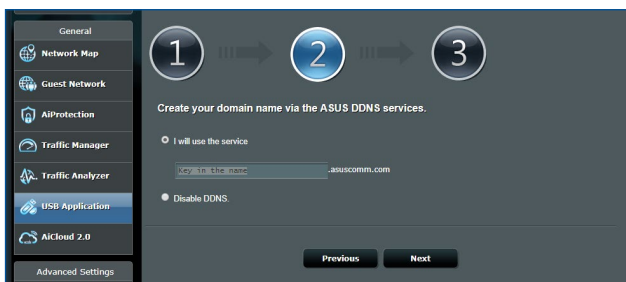 General
Network Map
Guest Network
AiProtection
Traffic Manager
Traffic Analyzer
USB Application
AiCloud 2.0
Advanced Settings
1
2
3
Create your domain name via the ASUS DDNS services.
I will use the service
Key in the name .asuscomm.com
Disable DDNS.
Previous Next